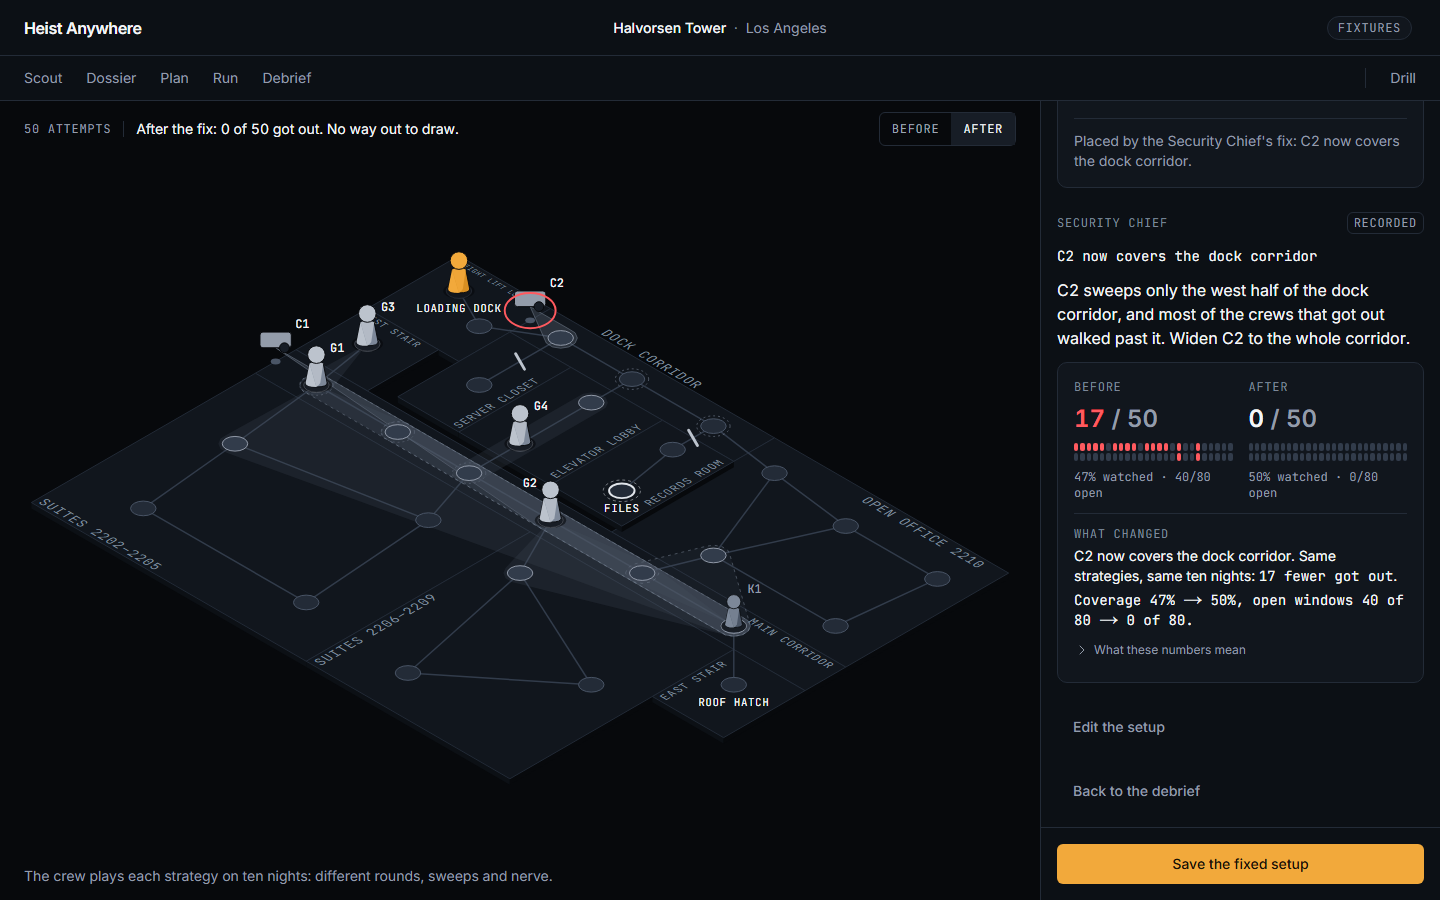 Heist Anywhere
Halvorsen Tower · Los Angeles
FIXTURES
Scout
Dossier
Plan
Run
Debrief
Drill
50 ATTEMPTS
After the fix: 0 of 50 got out. No way out to draw.
BEFORE
AFTER
C1
G3
G1
LOADING DOCK
C2
DOCK CORRIDOR
SERVER CLOSET
G4
ELEVATOR LOBBY
G2
FILES
RECORDS ROOM
SUITES 2202-2205
OPEN OFFICE 2210
K1
SUITES 2206-2209
MAIN CORRIDOR
EAST STAIR
ROOF HATCH
The crew plays each strategy on ten nights: different rounds, sweeps and nerve.
Placed by the Security Chief's fix: C2 now covers
the dock corridor.
SECURITY CHIEF
RECORDED
C2 now covers the dock corridor
C2 sweeps only the west half of the dock
corridor, and most of the crews that got out
walked past it. Widen C2 to the whole corridor.
BEFORE
17 / 50
47% watched · 40/80
open
AFTER
0 / 50
50% watched · 0/80
open
WHAT CHANGED
C2 now covers the dock corridor. Same
strategies, same ten nights: 17 fewer got out.
Coverage 47% → 50%, open windows 40 of
80 → 0 of 80.
What these numbers mean
Edit the setup
Back to the debrief
Save the fixed setup